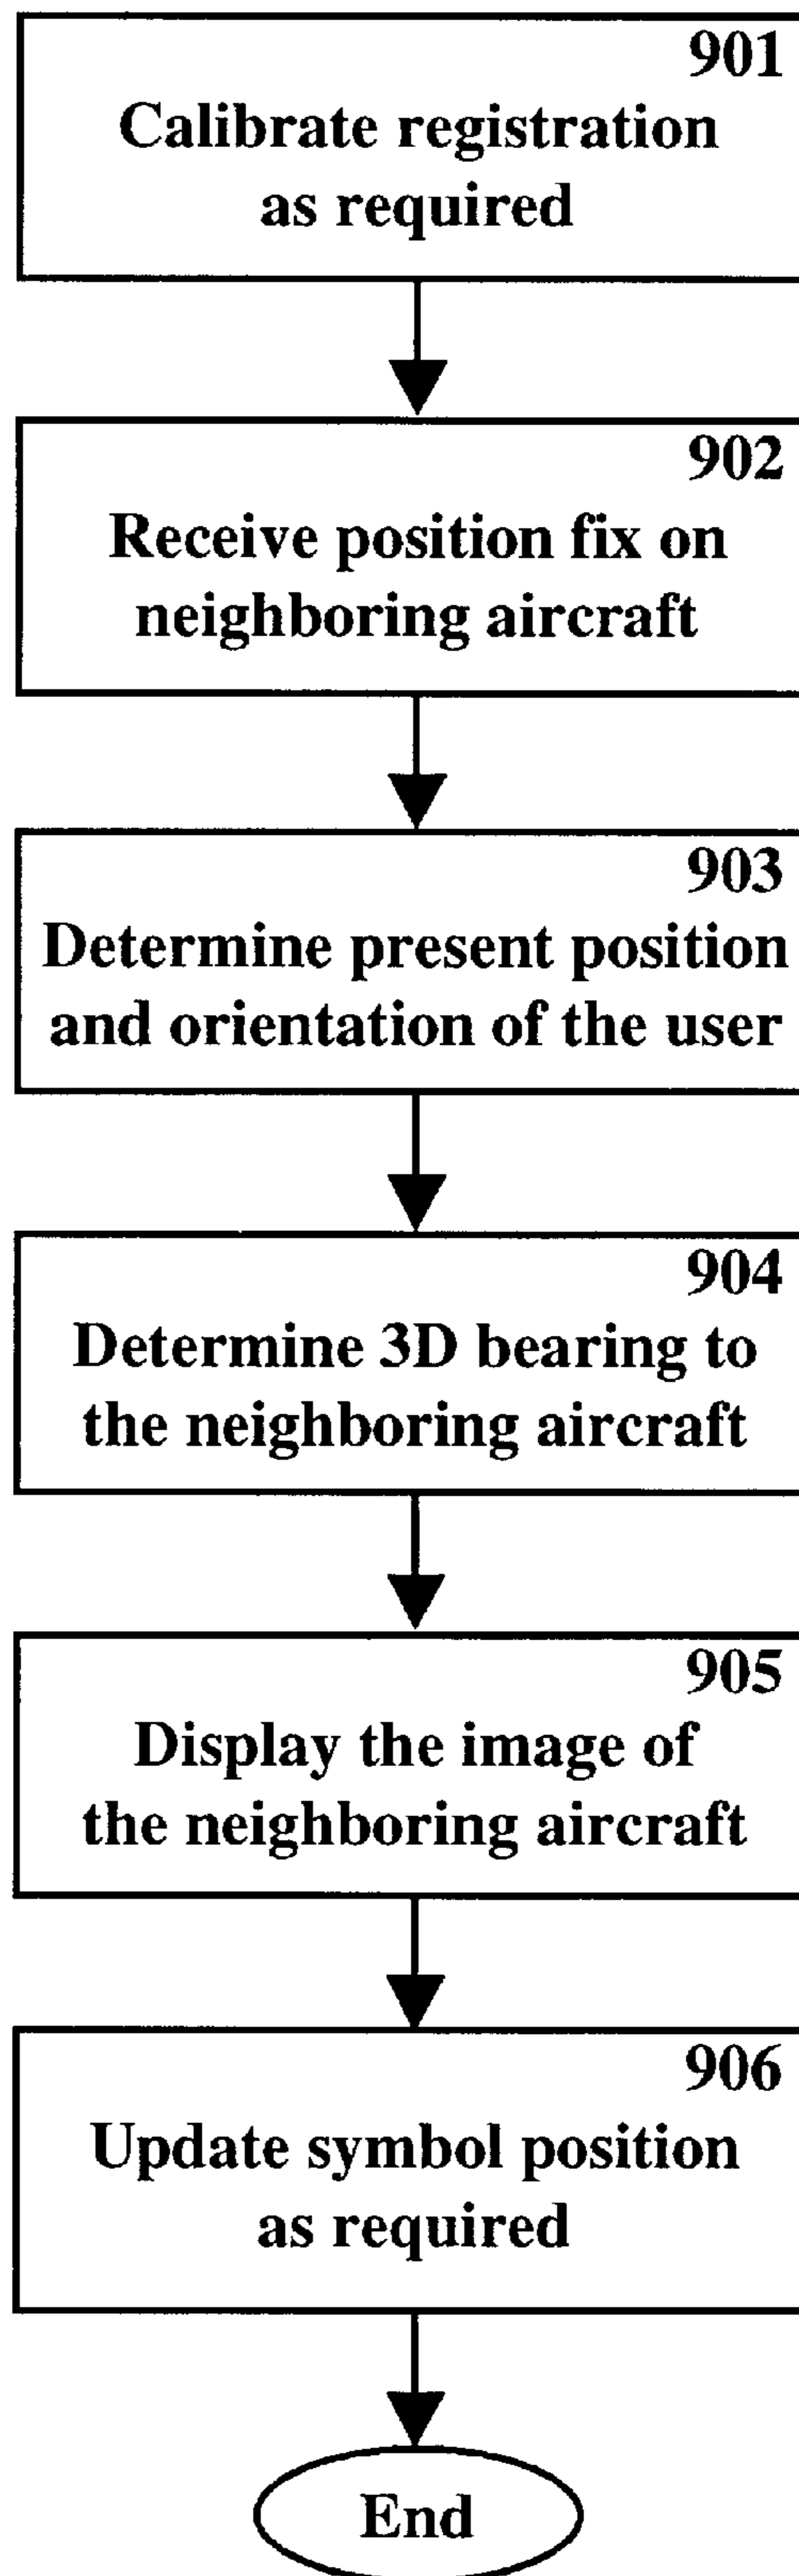 901
Calibrate registration
as required
902
Receive position fix on
neighboring aircraft
903
Determine present position
and orientation of the user
904
Determine 3D bearing to
the neighboring aircraft
905
Display the image of
the neighboring aircraft
906
Update symbol position
as required
End